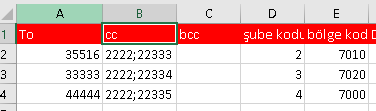 A B C D E
1 To cc bcc şube kodu bölge kod D
2 35516 2222;22333 2 7010
3 33333 2222;22334 3 7020
4 44444 2222;22335 4 7000